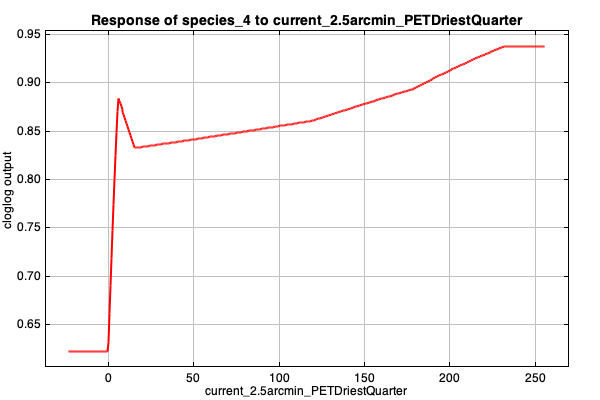 Response of species_4 to current_2.5arcmin_PETDriestQuarter
0.95
0.90
0.85
0.80
0.75
0.70
0.65
cloglog output
0 50 100 150 200 250
current_2.5arcmin_PETDriestQuarter